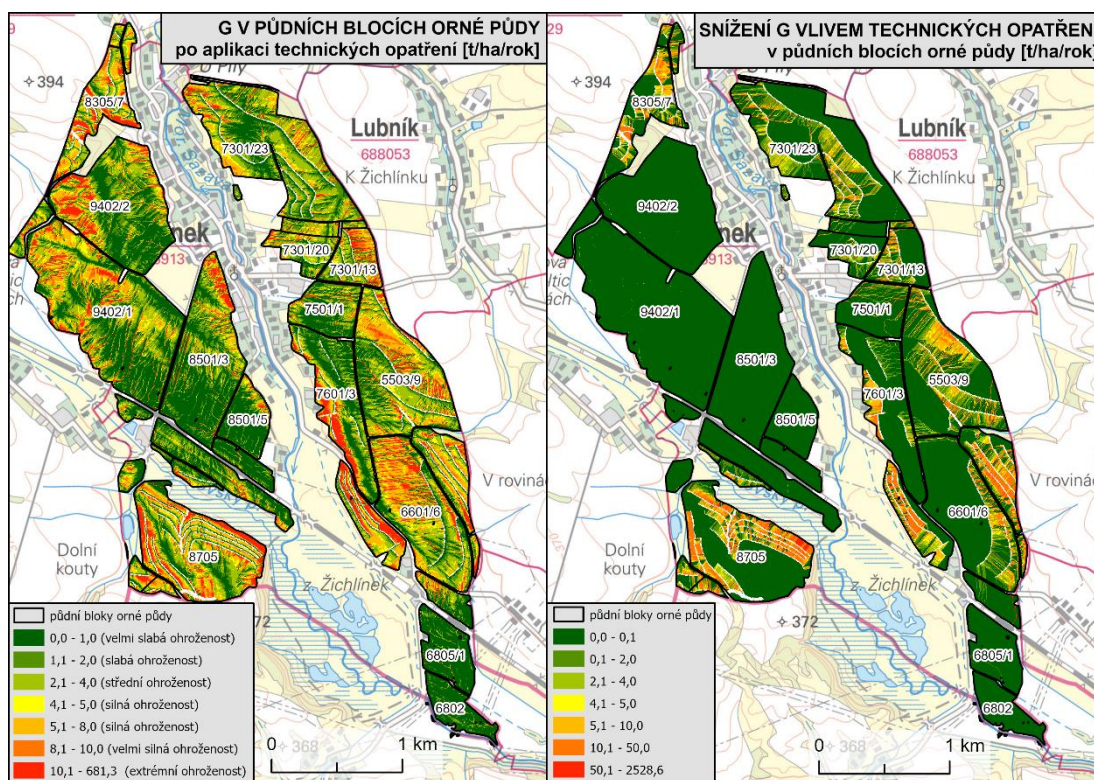 G V PŮDNÍCH BLOCÍCH ORNÉ PŮDY
po aplikaci technických opatření [t/ha/rok]
394
8305/7
Lubník
688053
K Žichlínku
7301/23
9402/2
7301/20
7301/13
9402/1
7501/1
8501/3
5503/9
7601/3
8501/5
V rovinác
6601/6
8705
Dolní
kouty
z. Žichlínek
6805/1
6802
368
0 1 km
půdní bloky orné půdy
0,0 - 1,0 (velmi slabá ohroženost)
1,1 - 2,0 (slabá ohroženost)
2,1 - 4,0 (střední ohroženost)
4,1 - 5,0 (silná ohroženost)
5,1 - 8,0 (silná ohroženost)
8,1 - 10,0 (velmi silná ohroženost)
10,1 - 681,3 (extrémní ohroženost)
SNÍŽENÍ G VLIVEM TECHNICKÝCH OPATŘEN
v půdních blocích orné půdy [t/ha/rok]
394
8305/7
Lubník
688053
K Žichlínku
7301/23
9402/2
7301/20
7301/13
9402/1
7501/1
8501/3
5503/9
7601/3
8501/5
V rovinác
6601/6
8705
Dolní
kouty
z. Žichlínek
372
6805/1
6802
368
0 1 km
půdní bloky orné půdy
0,0 - 0,1
0,1 - 2,0
2,1 - 4,0
4,1 - 5,0
5,1 - 10,0
10,1 - 50,0
50,1 - 2528,6